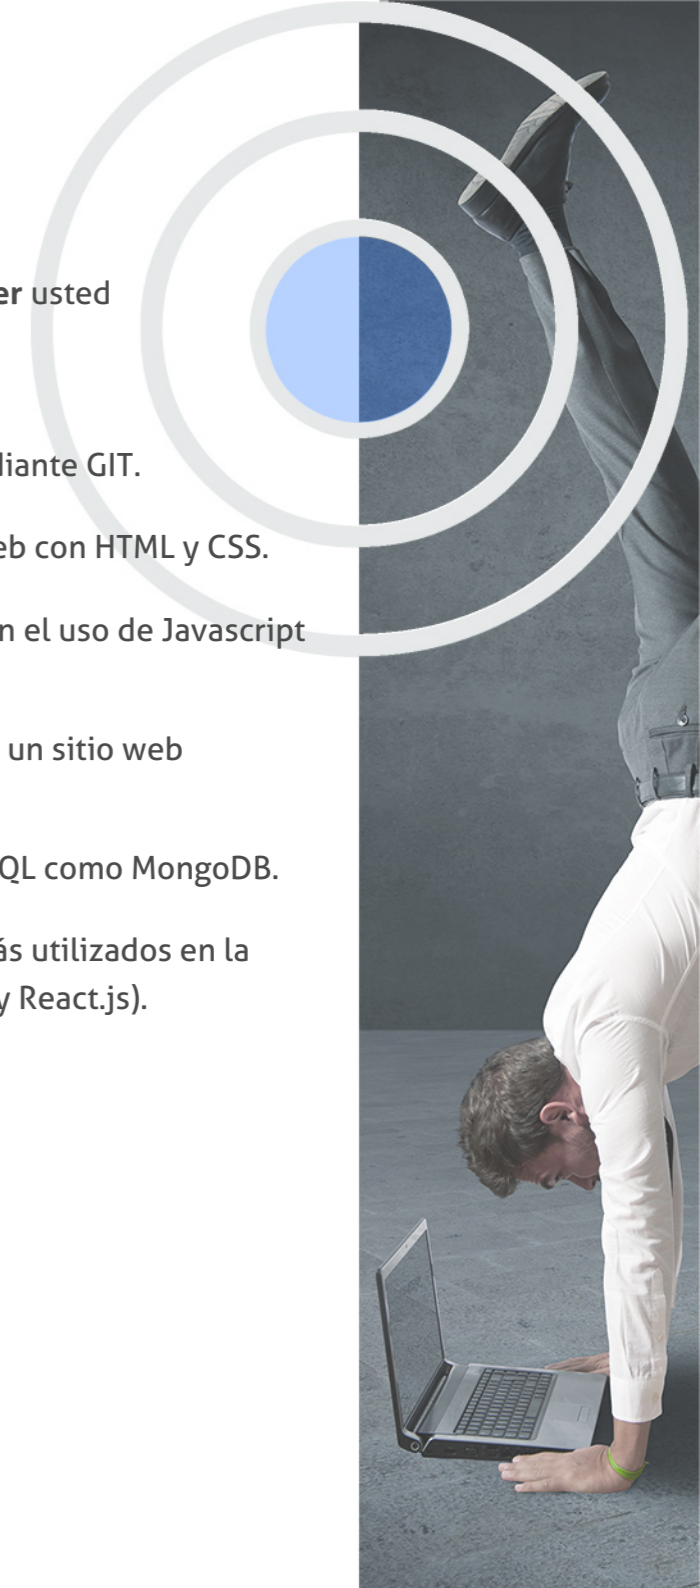 er usted
diante GIT.
eb con HTML y CSS.
n el uso de Javascript
un sitio web
QL como MongoDB.
ás utilizados en la
y React.js).